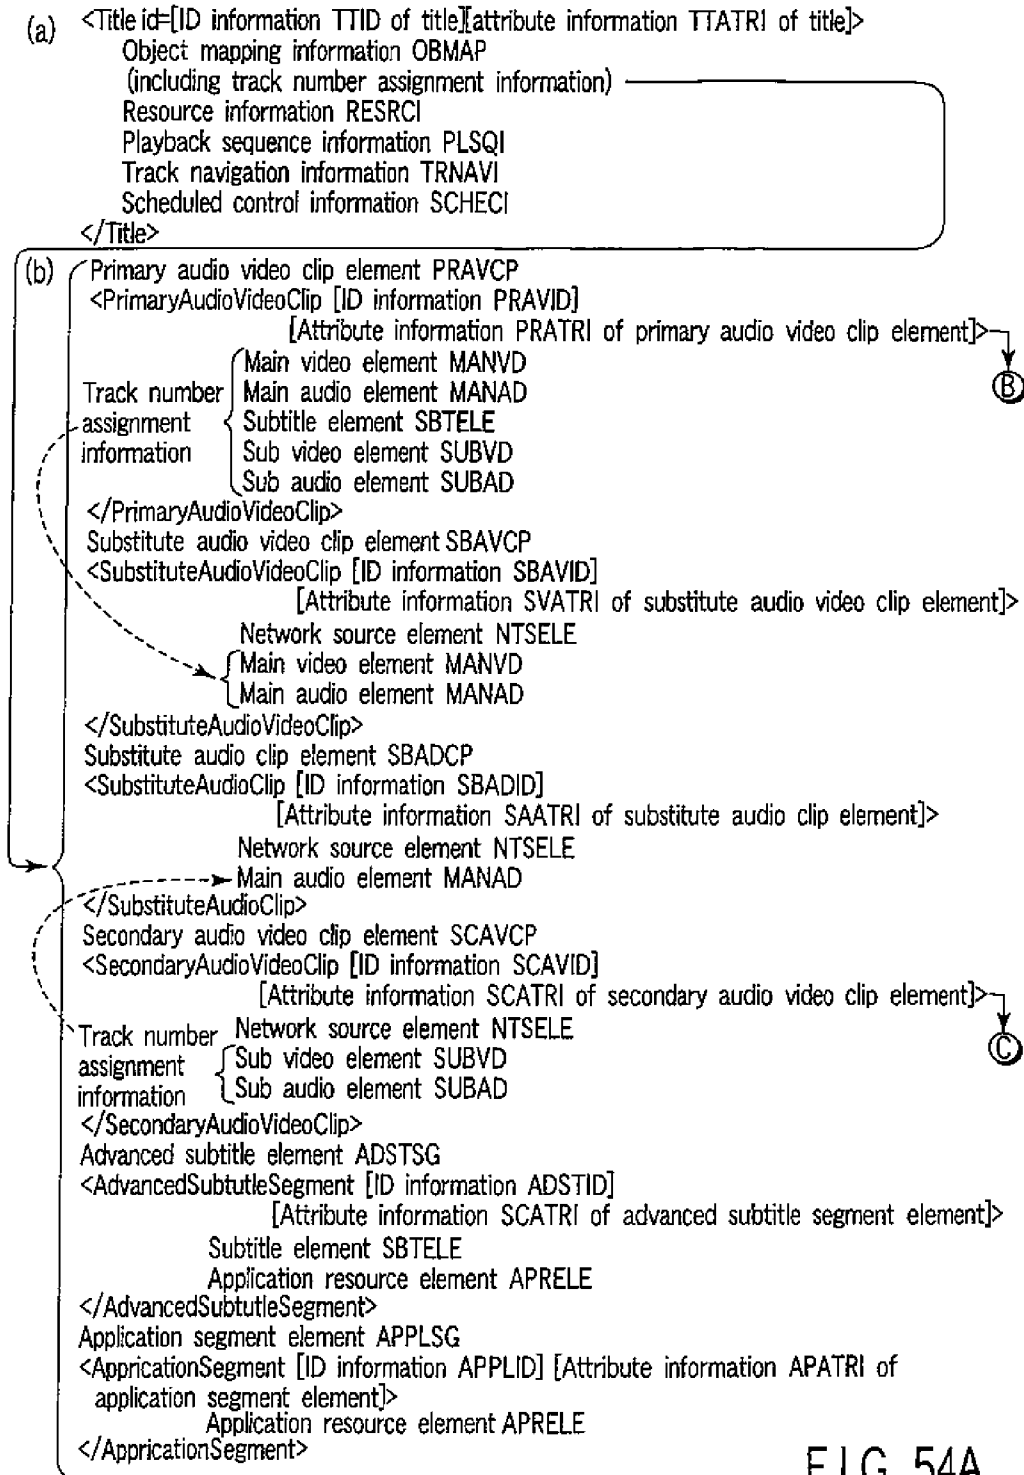 (a) <Title id=[ID information TTID of title][attribute information TTATRI of title]>
Object mapping information OBMAP
(including track number assignment information)
Resource information RESRCI
Playback sequence information PLSQI
Track navigation information TRNAVI
Scheduled control information SCHECI
</Title>
(b) Primary audio video clip element PRAVCP
<PrimaryAudioVideoClip [ID information PRAVID]
[Attribute information PRATRI of primary audio video clip element]>
B
Main video element MANVD
Track number Main audio element MANAD
assignment Subtitle element SBTELE
information Sub video element SUBVD
Sub audio element SUBAD
</PrimaryAudioVideoClip>
Substitute audio video clip element SBAVCP
<SubstituteAudioVideoClip [ID information SBAVID]
[Attribute information SVATRI of substitute audio video clip element]>
Network source element NTSELE
Main video element MANVD
Main audio element MANAD
</SubstituteAudioVideoClip>
Substitute audio clip element SBADCP
<SubstituteAudioClip [ID information SBADID]
[Attribute information SAATRI of substitute audio clip element]>
Network source element NTSELE
Main audio element MANAD
</SubstituteAudioClip>
Secondary audio video clip element SCAVCP
<SecondaryAudioVideoClip [ID information SCAVID]
[Attribute information SCATRI of secondary audio video clip element]>
C
Track number Network source element NTSELE
assignment Sub video element SUBVD
information Sub audio element SUBAD
</SecondaryAudioVideoClip>
Advanced subtitle element ADSTSG
<AdvancedSubtutleSegment [ID information ADSTID]
[Attribute information SCATRI of advanced subtitle segment element]>
Subtitle element SBTELE
Application resource element APRELE
</AdvancedSubtutleSegment>
Application segment element APPLSG
<AppricationSegment [ID information APPLID] [Attribute information APATRI of
application segment element]>
Application resource element APRELE
</AppricationSegment>
FIG. 54A